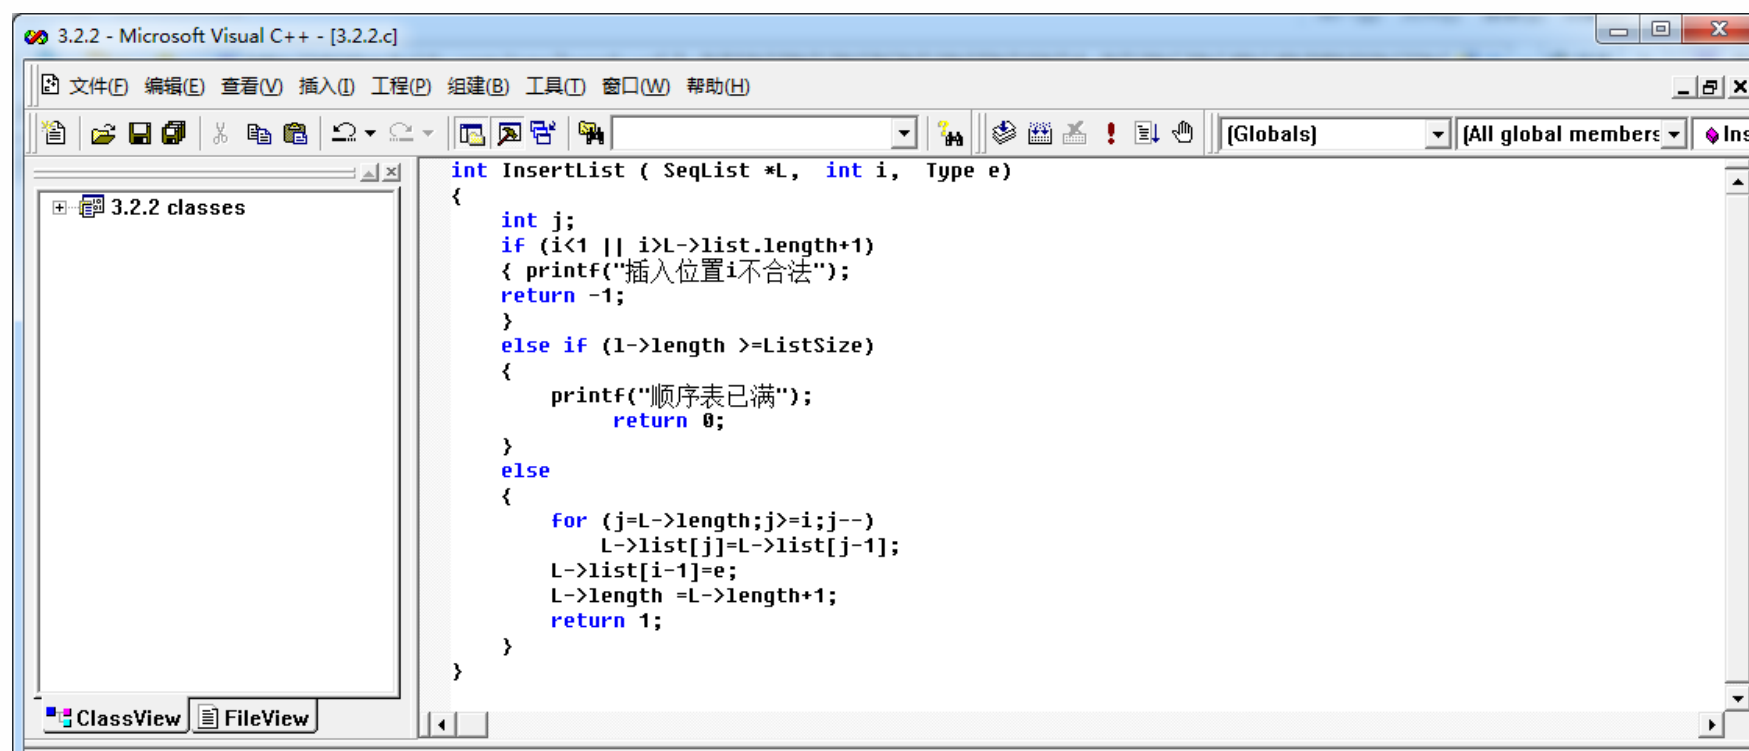 3.2.2 - Microsoft Visual C++ - [3.2.2.c]
文件(F) 编辑(E) 查看(V) 插入(I) 工程(P) 组建(B) 工具(T) 窗口(W) 帮助(H)
(Globals) (All global members Ins
3.2.2 classes
int InsertList ( SeqList *L, int i, Type e)
{
int j;
if (i<1 || i>L->list.length+1)
{ printf("插入位置i不合法");
return -1;
}
else if (l->length >=ListSize)
{
printf("顺序表已满");
return 0;
}
else
{
for (j=L->length;j>=i;j--)
L->list[j]=L->list[j-1];
L->list[i-1]=e;
L->length =L->length+1;
return 1;
}
}
ClassView FileView